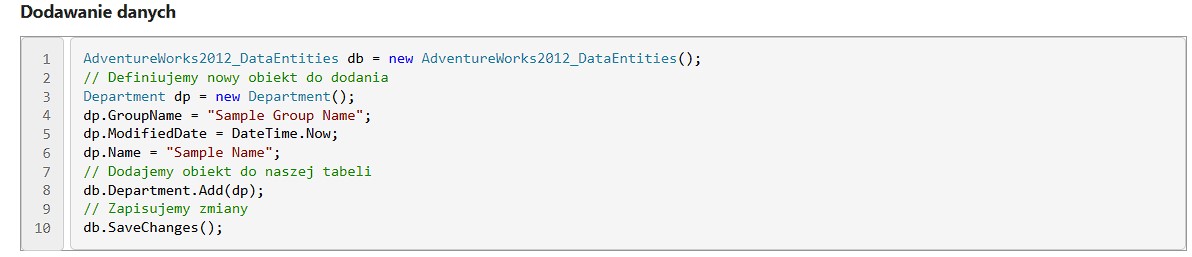 Dodawanie danych
1 AdventureWorks2012_DataEntities db = new AdventureWorks2012_DataEntities();
2 // Definiujemy nowy obiekt do dodania
3 Department dp = new Department();
4 dp.GroupName = "Sample Group Name";
5 dp.ModifiedDate = DateTime.Now;
6 dp.Name = "Sample Name";
7 // Dodajemy obiekt do naszej tabeli
8 db.Department.Add(dp);
9 // Zapisujemy zmiany
10 db.SaveChanges();